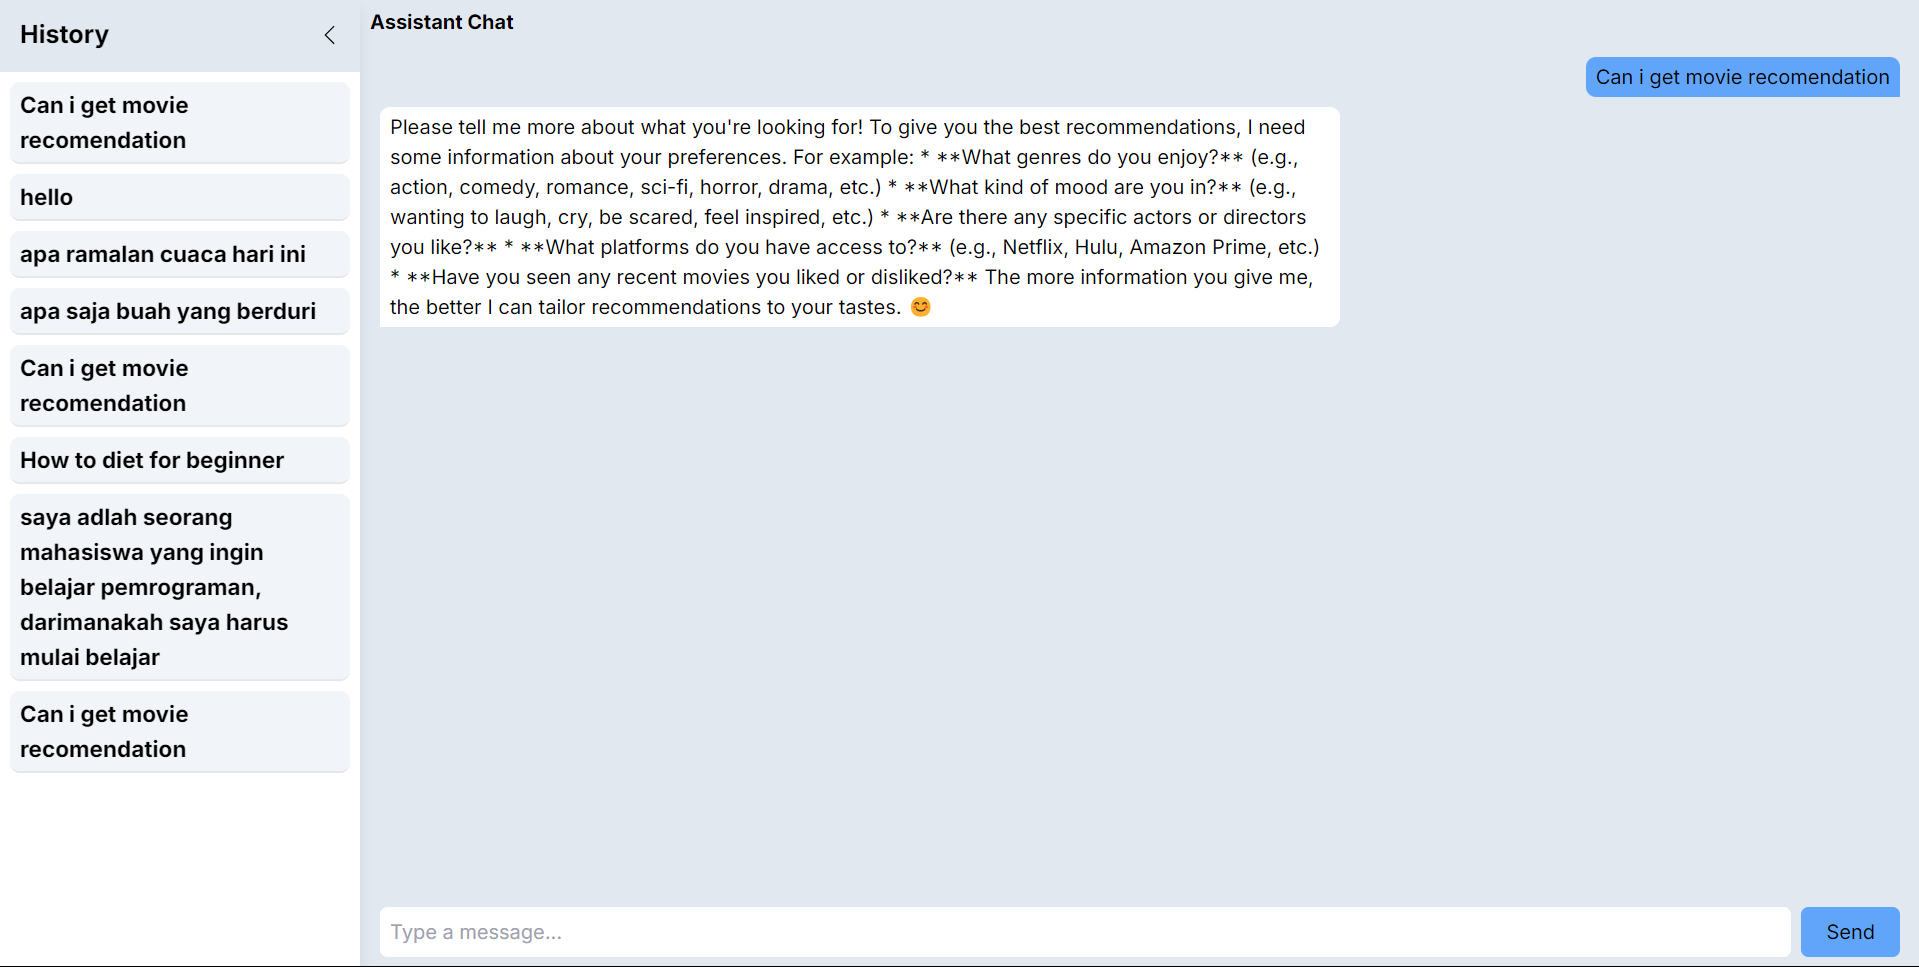 History
Can i get movie
recomendation
hello
apa ramalan cuaca hari ini
apa saja buah yang berduri
Can i get movie
recomendation
How to diet for beginner
saya adlah seorang
mahasiswa yang ingin
belajar pemrograman,
darimanakah saya harus
mulai belajar
Can i get movie
recomendation
Assistant Chat
Can i get movie recomendation
Please tell me more about what you're looking for! To give you the best recommendations, I need
some information about your preferences. For example: * **What genres do you enjoy?** (e.g.,
action, comedy, romance, sci-fi, horror, drama, etc.) * **What kind of mood are you in?** (e.g.,
wanting to laugh, cry, be scared, feel inspired, etc.) * **Are there any specific actors or directors
you like?** * **What platforms do you have access to?** (e.g., Netflix, Hulu, Amazon Prime, etc.)
* **Have you seen any recent movies you liked or disliked?** The more information you give me,
the better I can tailor recommendations to your tastes. 😊
Type a message...
Send